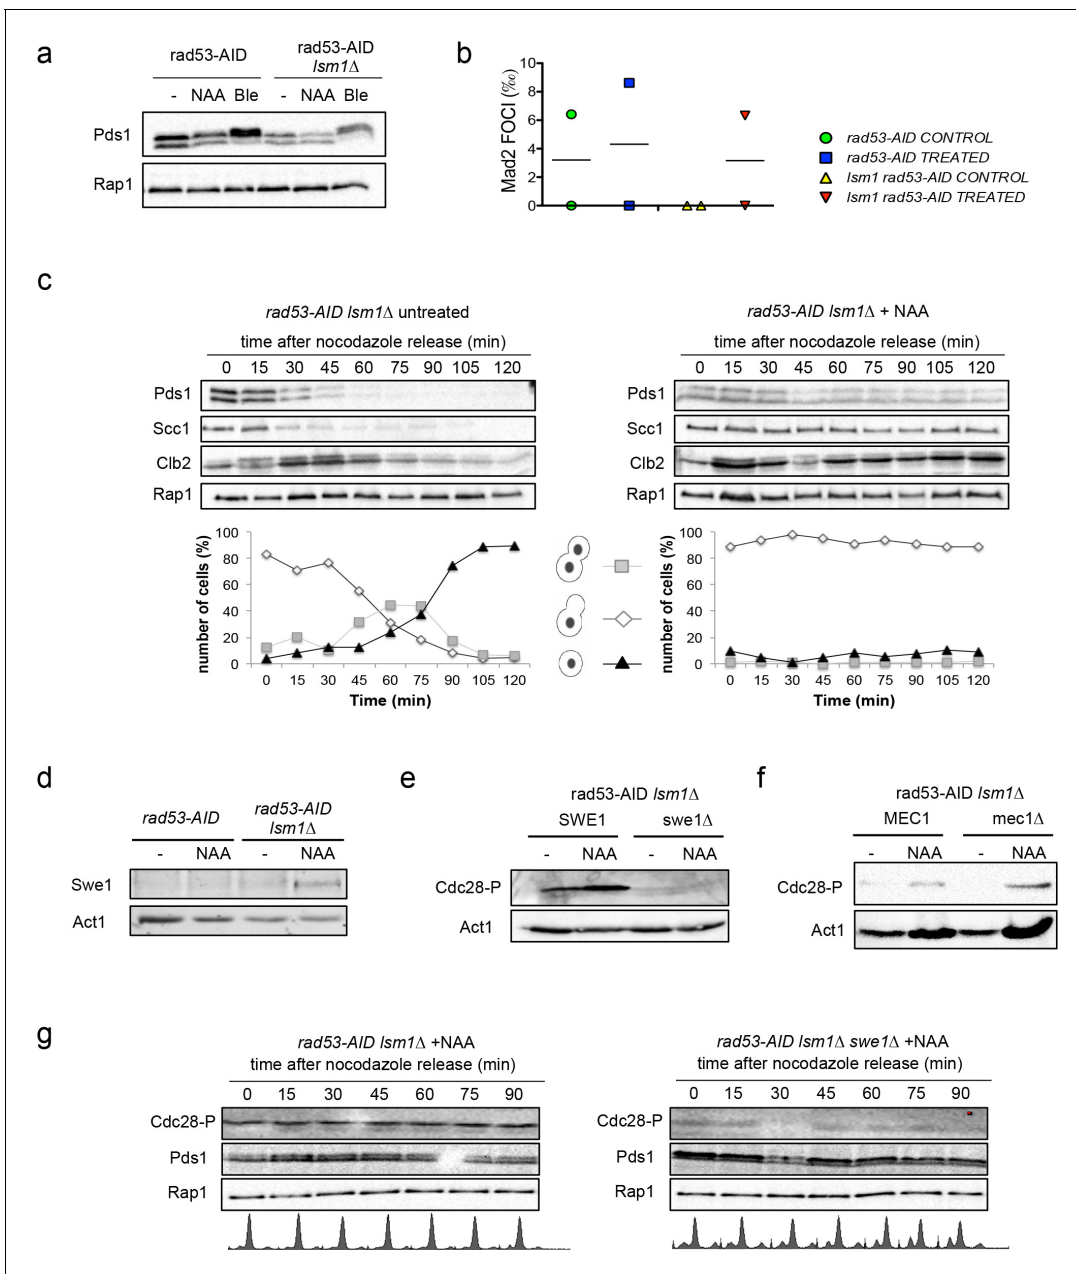 a
rad53-AID
rad53-AID
lsm1Δ
- NAA Ble - NAA Ble
Pds1
Rap1
b
Mad2 FOCI (‰)
10
8
6
4
2
0
rad53-AID CONTROL
rad53-AID TREATED
lsm1 rad53-AID CONTROL
lsm1 rad53-AID TREATED
c
rad53-AID lsm1Δ untreated
time after nocodazole release (min)
0 15 30 45 60 75 90 105 120
Pds1
Scc1
Clb2
Rap1
number of cells (%)
100
80
60
40
20
0
0 15 30 45 60 75 90 105 120
Time (min)
rad53-AID lsm1Δ + NAA
time after nocodazole release (min)
0 15 30 45 60 75 90 105 120
Pds1
Scc1
Clb2
Rap1
number of cells (%)
100
80
60
40
20
0
0 15 30 45 60 75 90 105 120
Time (min)
d
rad53-AID
rad53-AID
lsm1Δ
- NAA - NAA
Swe1
Act1
e
rad53-AID lsm1Δ
SWE1 swe1Δ
- NAA - NAA
Cdc28-P
Act1
f
rad53-AID lsm1Δ
MEC1 mec1Δ
- NAA - NAA
Cdc28-P
Act1
g
rad53-AID lsm1Δ +NAA
time after nocodazole release (min)
0 15 30 45 60 75 90
Cdc28-P
Pds1
Rap1
rad53-AID lsm1Δ swe1Δ +NAA
time after nocodazole release (min)
0 15 30 45 60 75 90
Cdc28-P
Pds1
Rap1